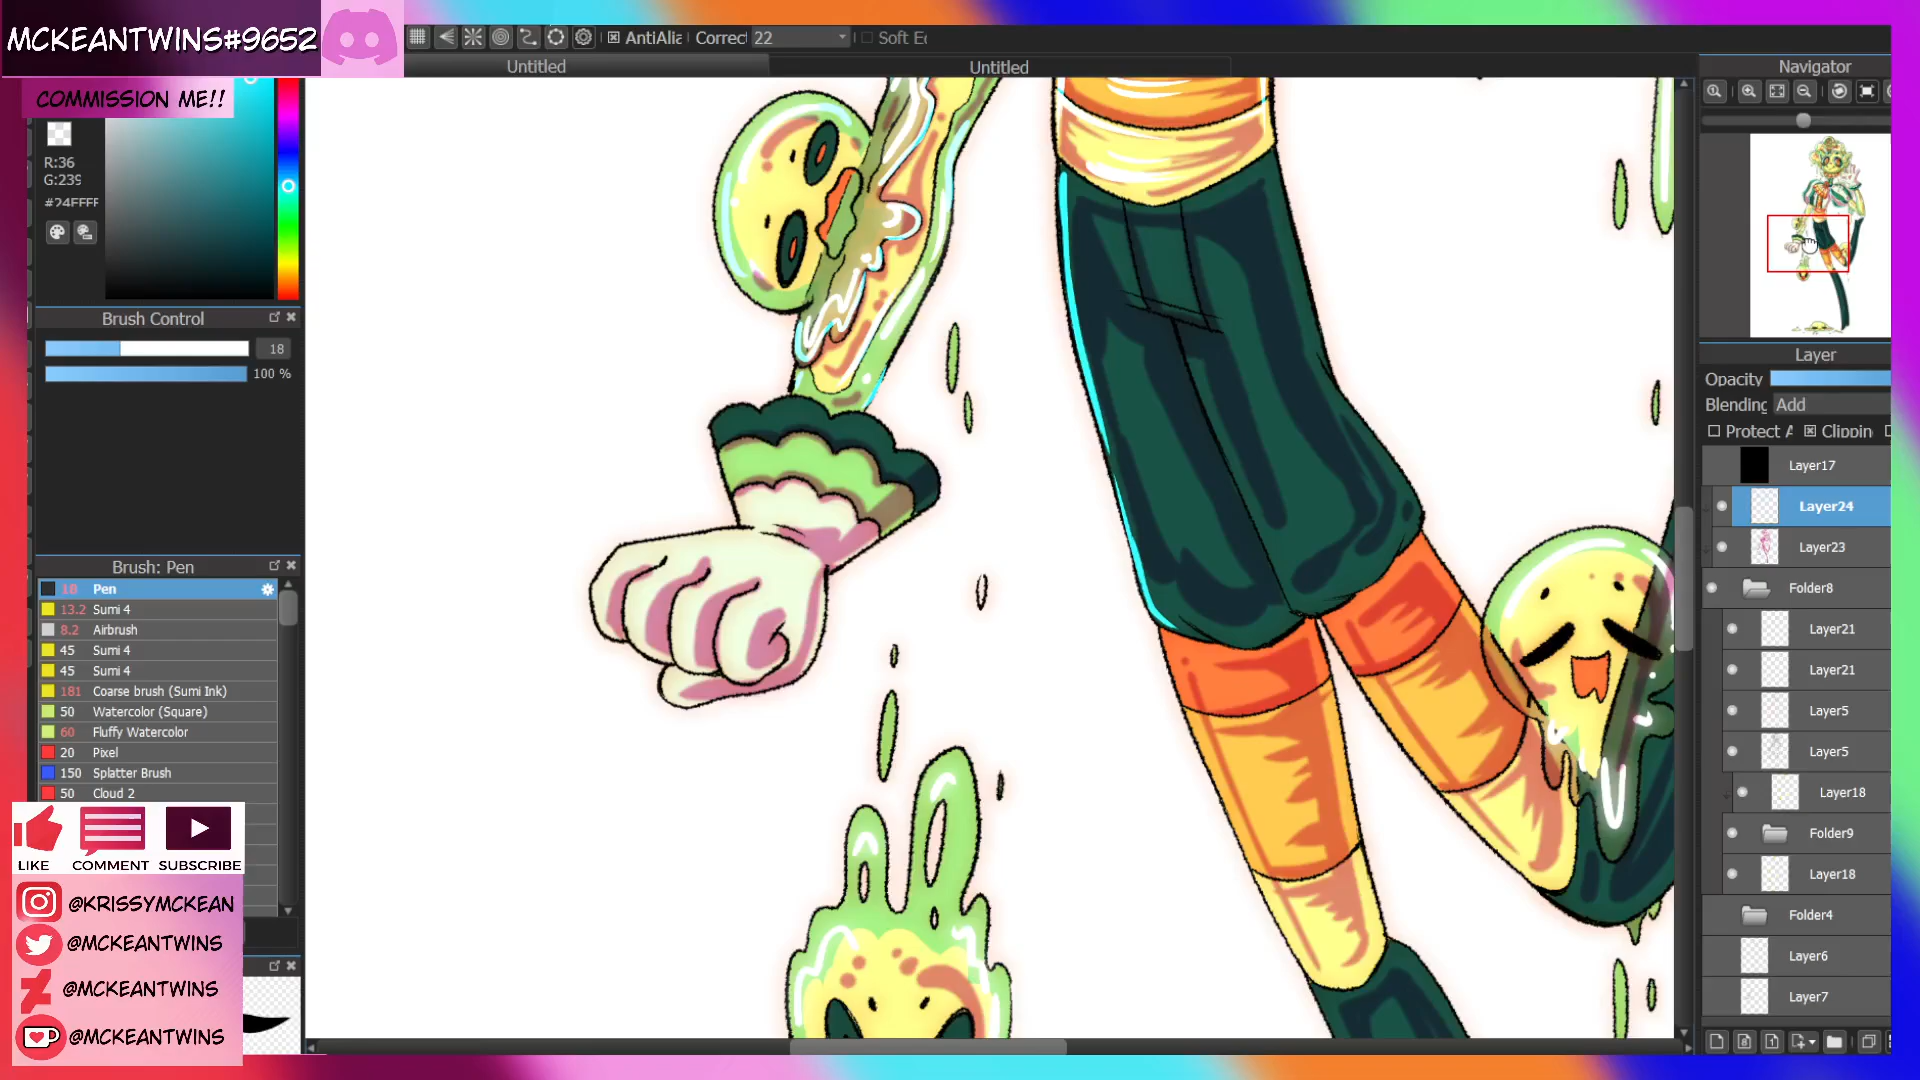 MCKEANTWINS#9652
COMMISSION ME!!
AntiAlia
Correct 22
Soft E
Untitled
Untitled
R:36
G:239
Brush Control
18
100 %
Brush: Pen
18 Pen
13.2 Sumi 4
8.2 Airbrush
45 Sumi 4
45 Sumi 4
181 Coarse brush (Sumi Ink)
50 Watercolor (Square)
60 Fluffy Watercolor
20 Pixel
150 Splatter Brush
50 Cloud 2
LIKE COMMENT SUBSCRIBE
@KRISSYMCKEAN
@MCKEANTWINS
@MCKEANTWINS
@MCKEANTWINS
Navigator
Layer
Opacity
Blending Add
Protect A
Clippin
Layer17
Layer24
Layer23
Folder8
Layer21
Layer21
Layer5
Layer5
Layer18
Folder9
Layer18
Folder4
Layer6
Layer7